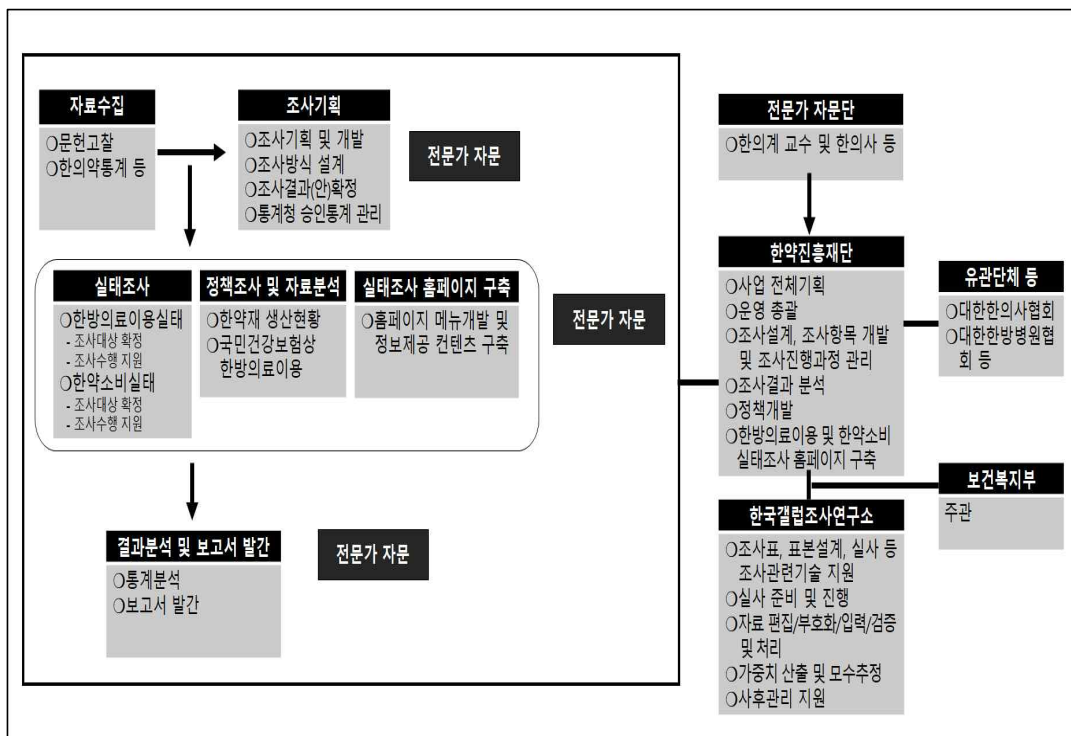 자료수집
❍문헌고찰
❍한의약통계 등
조사기획
❍조사기획 및 개발
❍조사방식 설계
❍조사결과(안)확정
❍통계청 승인통계 관리
전문가 자문
실태조사
❍한방의료이용실태
- 조사대상 확정
- 조사수행 지원
❍한약소비실태
- 조사대상 확정
- 조사수행 지원
정책조사 및 자료분석
❍한약재 생산현황
❍국민건강보험상
한방의료이용
실태조사 홈페이지 구축
❍홈페이지 메뉴개발 및
정보제공 컨텐츠 구축
전문가 자문
결과분석 및 보고서 발간
❍통계분석
❍보고서 발간
전문가 자문
전문가 자문단
❍한의계 교수 및 한의사 등
한약진흥재단
❍사업 전체기획
❍운영 총괄
❍조사설계, 조사항목 개발
및 조사진행과정 관리
❍조사결과 분석
❍정책개발
❍한방의료이용 및 한약소비
실태조사 홈페이지 구축
유관단체 등
❍대한한의사협회
❍대한한방병원협
회 등
보건복지부
주관
한국갤럽조사연구소
❍조사표, 표본설계, 실사 등
조사관련기술 지원
❍실사 준비 및 진행
❍자료 편집/부호화/입력/검증
및 처리
❍가중치 산출 및 모수추정
❍사후관리 지원